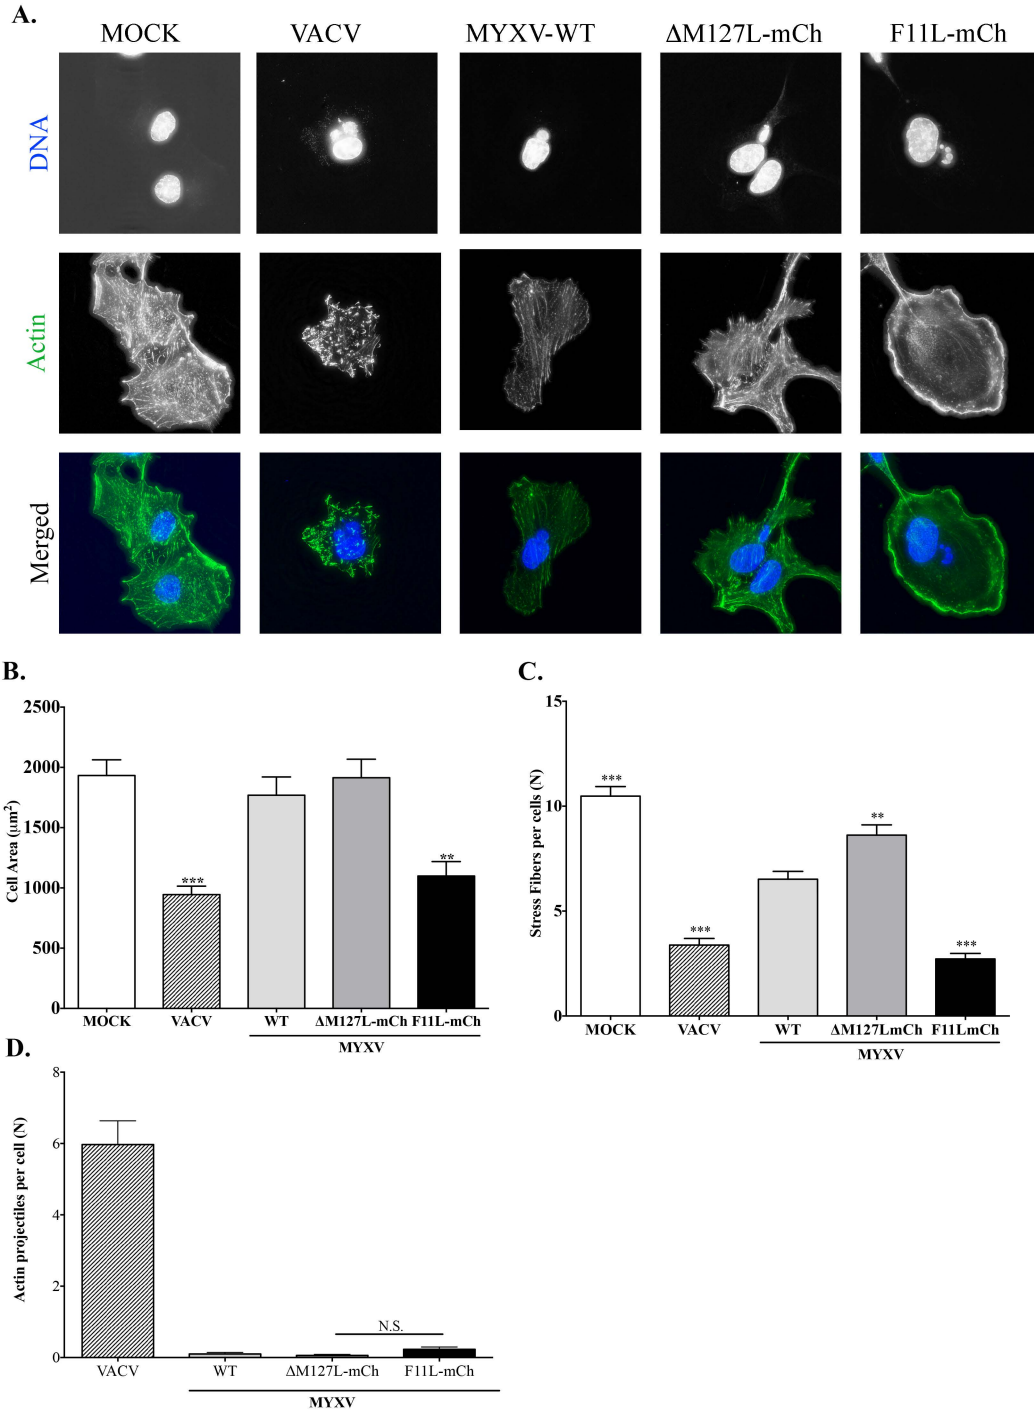 A.
MOCK VACV MYXV-WT ΔM127L-mCh F11L-mCh
DNA
Actin
Merged
B.
2500
2000
1500
1000
500
0
Cell Area (μm²)
***
**
MOCK VACV WT ΔM127L-mCh F11L-mCh
MYXV
C.
15
10
5
0
Stress Fibers per cells (N)
***
***
**
***
MOCK VACV WT ΔM127LmCh F11LmCh
MYXV
D.
8
6
4
2
0
Actin projectiles per cell (N)
N.S.
VACV WT ΔM127L-mCh F11L-mCh
MYXV